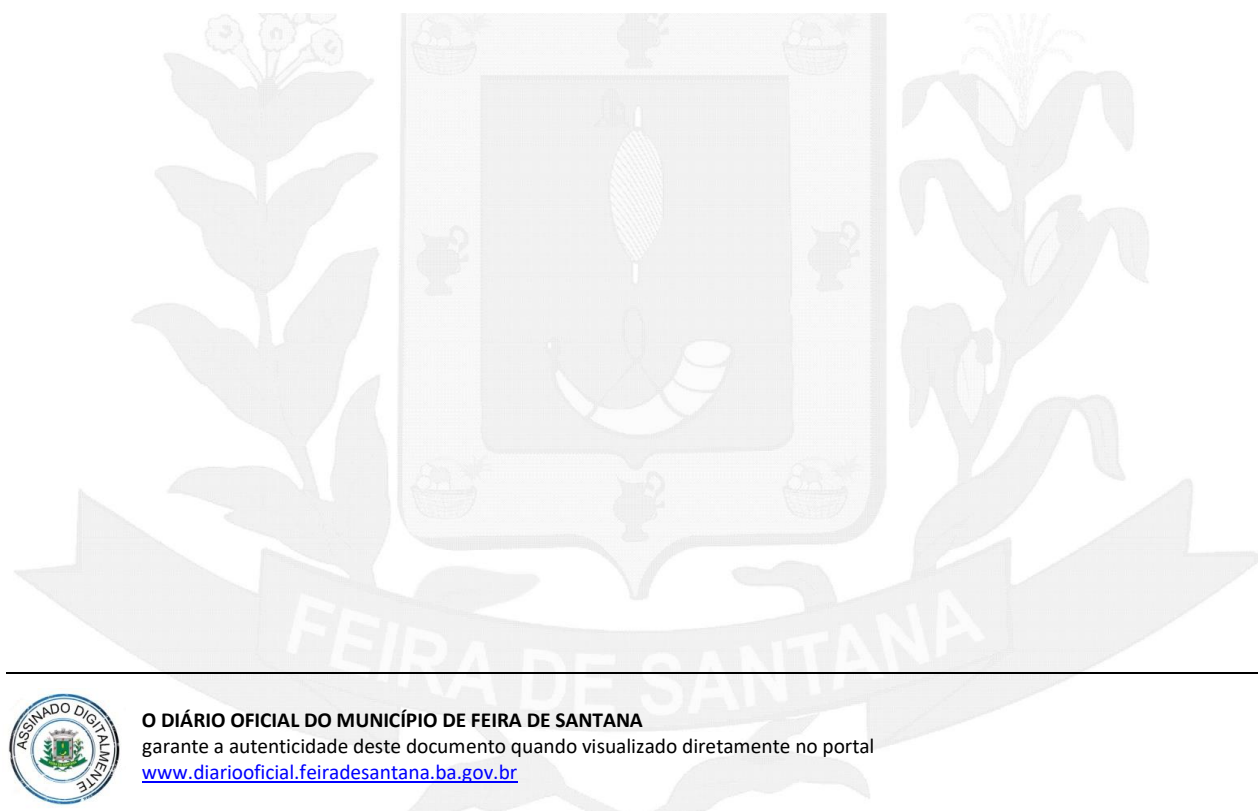 FEIRA DE SANTANA
ASSINADO DIGITALMENTE
O DIÁRIO OFICIAL DO MUNICÍPIO DE FEIRA DE SANTANA
garante a autenticidade deste documento quando visualizado diretamente no portal
www.diariooficial.feiradesantana.ba.gov.br